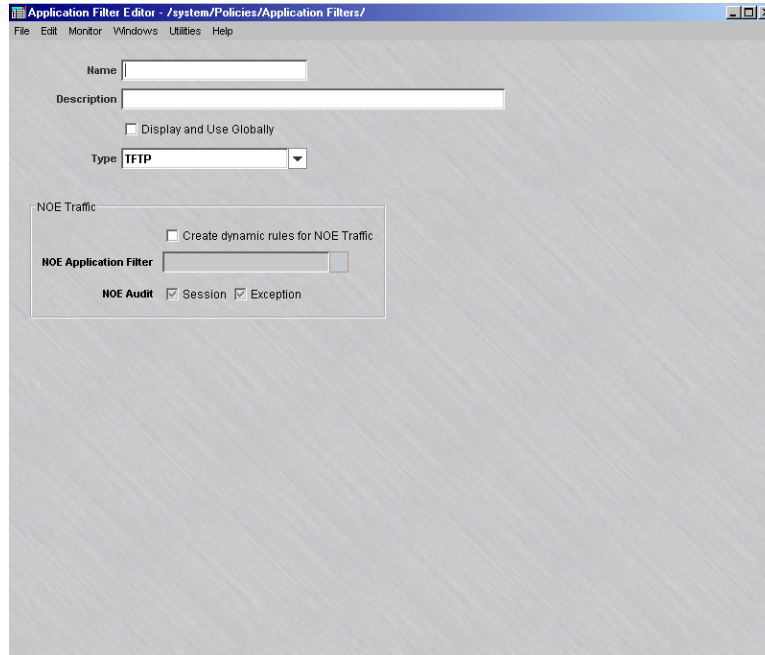 Application Filter Editor - /system/Policies/Application Filters/
File Edit Monitor Windows Utilities Help
Name
Description
Display and Use Globally
Type TFTP
NOE Traffic
Create dynamic rules for NOE Traffic
NOE Application Filter
NOE Audit Session Exception